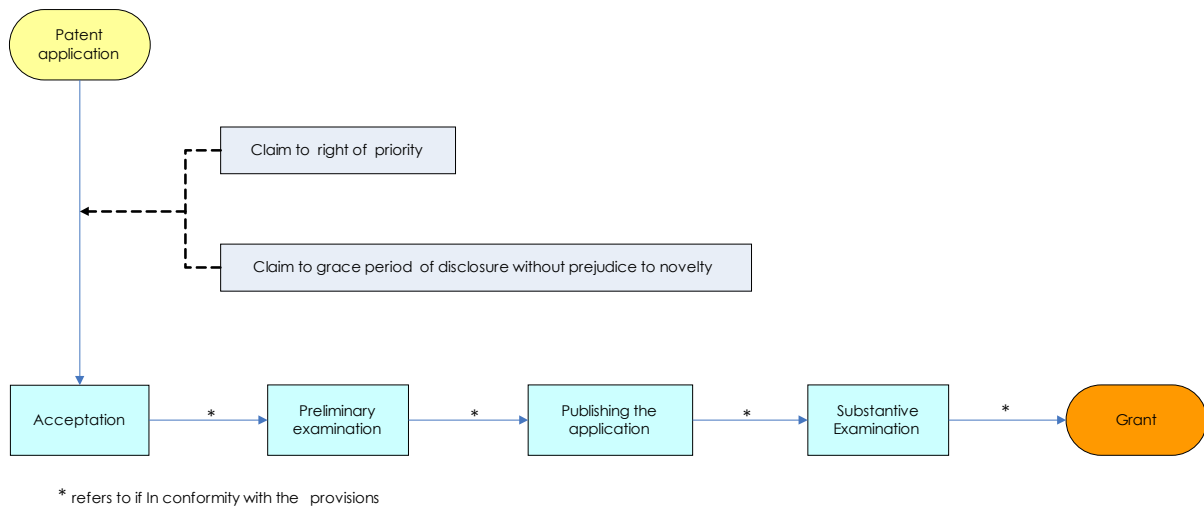 Patent
application
Claim to right of priority
Claim to grace period of disclosure without prejudice to novelty
Acceptation
*
Preliminary
examination
*
Publishing the
application
*
Substantive
Examination
*
Grant
* refers to if In conformity with the provisions